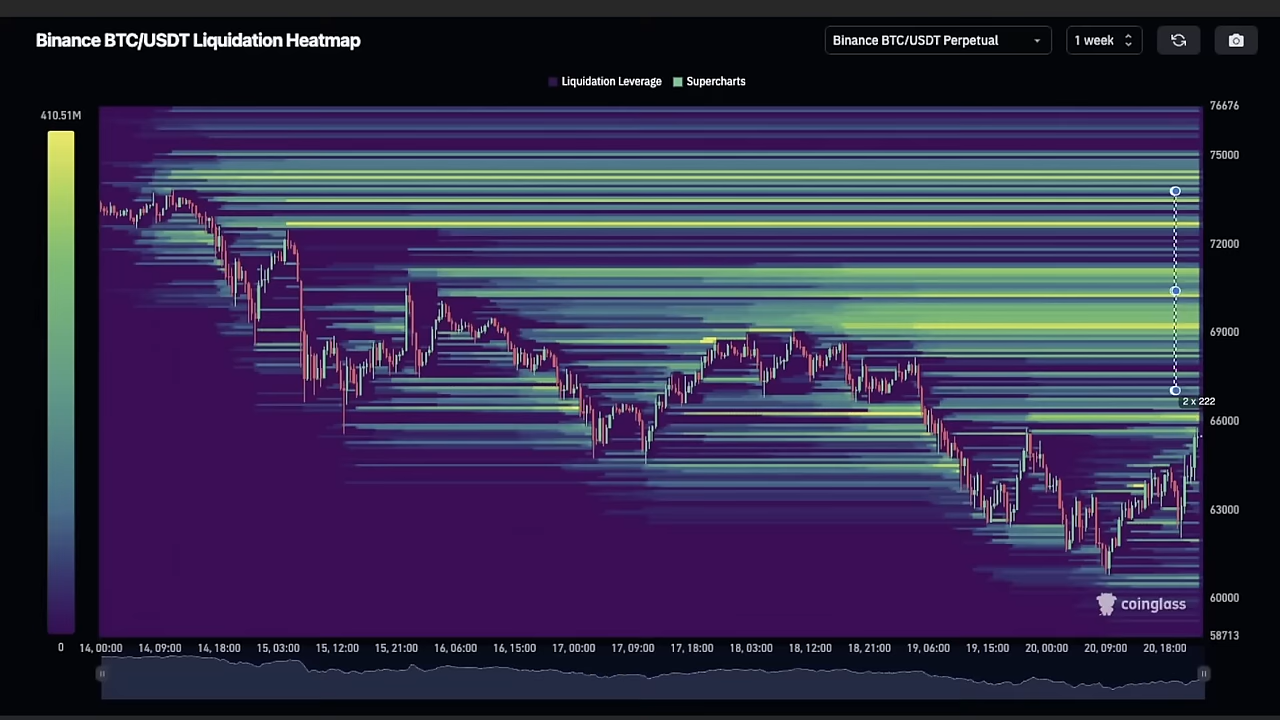 Binance BTC/USDT Liquidation Heatmap
Binance BTC/USDT Perpetual
1 week
Liquidation Leverage
Supercharts
410.51M
0
76676
75000
72000
69000
2 x 222
66000
63000
60000
58713
coinglass
14, 00:00 14, 09:00 14, 18:00 15, 03:00 15, 12:00 15, 21:00 16, 06:00 16, 15:00 17, 00:00 17, 09:00 17, 18:00 18, 03:00 18, 12:00 18, 21:00 19, 06:00 19, 15:00 20, 00:00 20, 09:00 20, 18:00